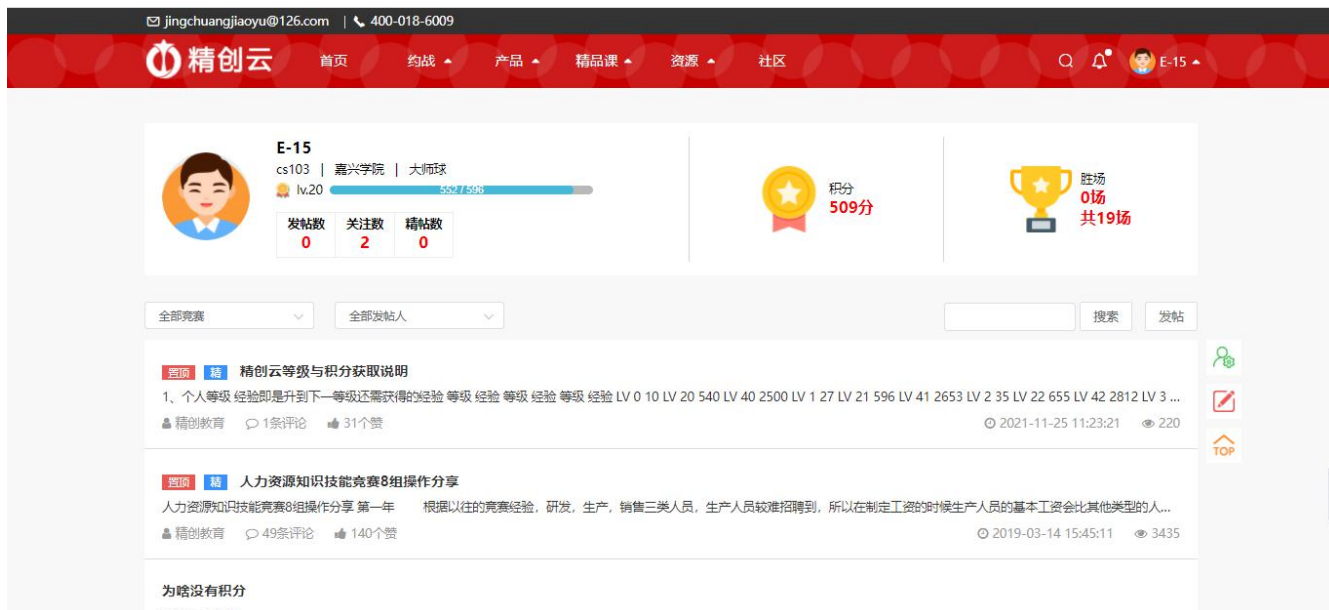 jingchuangjiaoyu@126.com | 400-018-6009
精创云 首页 约战 产品 精品课 资源 社区 E-15
E-15
cs103 | 嘉兴学院 | 大师球
lv.20 552 / 596
发帖数 关注数 精帖数
0 2 0
积分
509分
胜场
0场
共19场
全部竞赛 全部发帖人 搜索 发帖
置顶 精 精创云等级与积分获取说明
1、个人等级 经验即是升到下一等级还需获得的经验 等级 经验 等级 经验 等级 经验 LV 0 10 LV 20 540 LV 40 2500 LV 1 27 LV 21 596 LV 41 2653 LV 2 35 LV 22 655 LV 42 2812 LV 3 ...
精创教育 1条评论 31个赞 2021-11-25 11:23:21 220
TOP
置顶 精 人力资源知识技能竞赛8组操作分享
人力资源知识技能竞赛8组操作分享 第一年 根据以往的竞赛经验，研发，生产，销售三类人员，生产人员较难招聘到，所以在制定工资的时候生产人员的基本工资会比其他类型的人...
精创教育 49条评论 140个赞 2019-03-14 15:45:11 3435
为啥没有积分